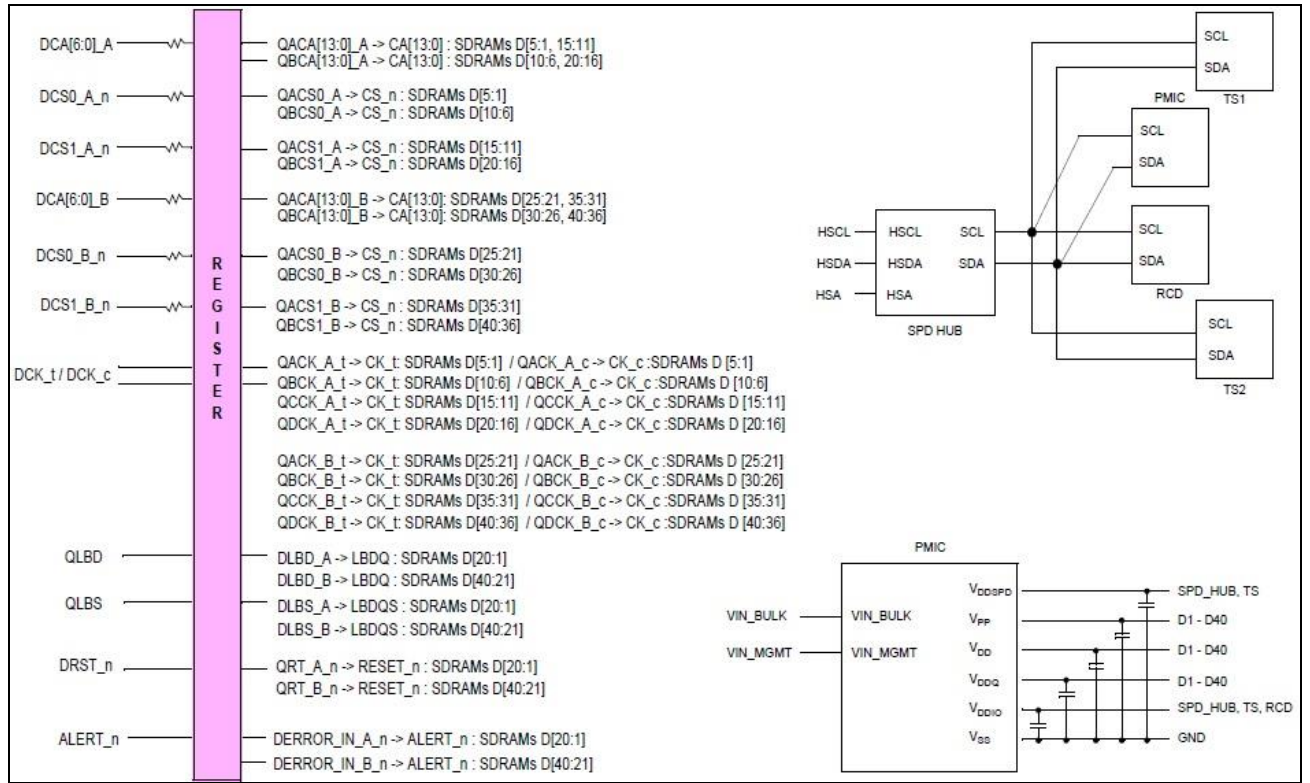 DCA[6:0]_A
QACA[13:0]_A -> CA[13:0] : SDRAMs D[5:1, 15:11]
QBCA[13:0]_A -> CA[13:0] : SDRAMs D[10:6, 20:16]
DCS0_A_n
QACS0_A -> CS_n : SDRAMs D[5:1]
QBCS0_A -> CS_n : SDRAMs D[10:6]
DCS1_A_n
QACS1_A -> CS_n : SDRAMs D[15:11]
QBCS1_A -> CS_n : SDRAMs D[20:16]
DCA[6:0]_B
QACA[13:0]_B -> CA[13:0]: SDRAMs D[25:21, 35:31]
QBCA[13:0]_B -> CA[13:0]: SDRAMs D[30:26, 40:36]
DCS0_B_n
QACS0_B -> CS_n : SDRAMs D[25:21]
QBCS0_B -> CS_n : SDRAMs D[30:26]
DCS1_B_n
QACS1_B -> CS_n : SDRAMs D[35:31]
QBCS1_B -> CS_n : SDRAMs D[40:36]
DCK_t / DCK_c
QACK_A_t -> CK_t: SDRAMs D[5:1] / QACK_A_c -> CK_c :SDRAMs D [5:1]
QBCK_A_t -> CK_t: SDRAMs D[10:6] / QBCK_A_c -> CK_c :SDRAMs D [10:6]
QCCK_A_t -> CK_t: SDRAMs D[15:11] / QCCK_A_c -> CK_c :SDRAMs D [15:11]
QDCK_A_t -> CK_t: SDRAMs D[20:16] / QDCK_A_c -> CK_c :SDRAMs D [20:16]
QACK_B_t -> CK_t: SDRAMs D[25:21] / QACK_B_c -> CK_c :SDRAMs D [25:21]
QBCK_B_t -> CK_t: SDRAMs D[30:26] / QBCK_B_c -> CK_c :SDRAMs D [30:26]
QCCK_B_t -> CK_t: SDRAMs D[35:31] / QCCK_B_c -> CK_c :SDRAMs D [35:31]
QDCK_B_t -> CK_t: SDRAMs D[40:36] / QDCK_B_c -> CK_c :SDRAMs D [40:36]
QLBD
DLBD_A -> LBDQ : SDRAMs D[20:1]
DLBD_B -> LBDQ : SDRAMs D[40:21]
QLBS
DLBS_A -> LBDQS : SDRAMs D[20:1]
DLBS_B -> LBDQS : SDRAMs D[40:21]
DRST_n
QRT_A_n -> RESET_n : SDRAMs D[20:1]
QRT_B_n -> RESET_n : SDRAMs D[40:21]
ALERT_n
DERROR_IN_A_n -> ALERT_n : SDRAMs D[20:1]
DERROR_IN_B_n -> ALERT_n : SDRAMs D[40:21]
REGISTER
SCL
SDA
TS1
PMIC
SCL
SDA
HSCL HSCL SCL
HSDA HSDA SDA
HSA HSA
SPD HUB
SCL
SDA
RCD
SCL
SDA
TS2
PMIC
VDDSPD SPD_HUB, TS
VIN_BULK VIN_BULK VPP D1 - D40
VIN_MGMT VIN_MGMT VDD D1 - D40
VDDQ D1 - D40
VDDIO SPD_HUB, TS, RCD
VSS GND